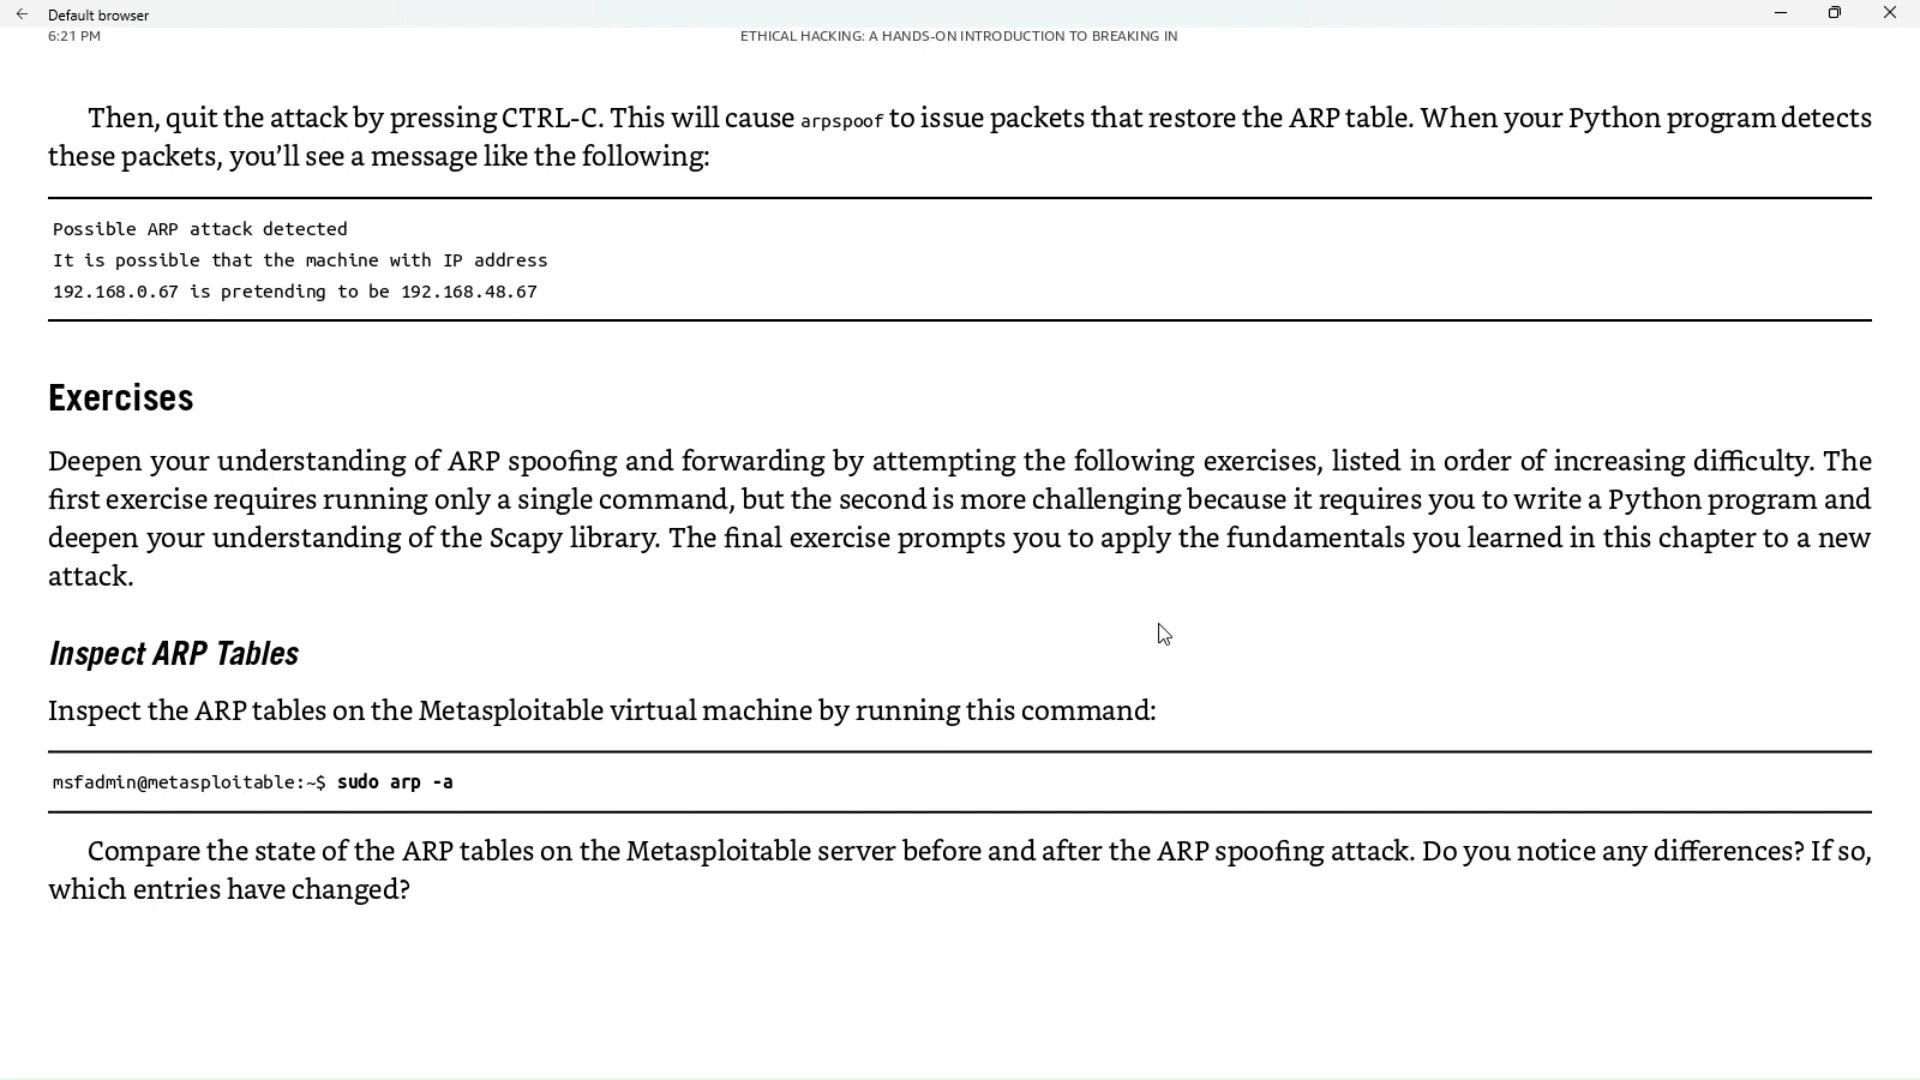 Default browser
6:21 PM
ETHICAL HACKING: A HANDS-ON INTRODUCTION TO BREAKING IN
Then, quit the attack by pressing CTRL-C. This will cause arpspoof to issue packets that restore the ARP table. When your Python program detects
these packets, you’ll see a message like the following:
Possible ARP attack detected
It is possible that the machine with IP address
192.168.0.67 is pretending to be 192.168.48.67
Exercises
Deepen your understanding of ARP spoofing and forwarding by attempting the following exercises, listed in order of increasing difficulty. The
first exercise requires running only a single command, but the second is more challenging because it requires you to write a Python program and
deepen your understanding of the Scapy library. The final exercise prompts you to apply the fundamentals you learned in this chapter to a new
attack.
Inspect ARP Tables
Inspect the ARP tables on the Metasploitable virtual machine by running this command:
msfadmin@metasploitable:~$ sudo arp -a
Compare the state of the ARP tables on the Metasploitable server before and after the ARP spoofing attack. Do you notice any differences? If so,
which entries have changed?